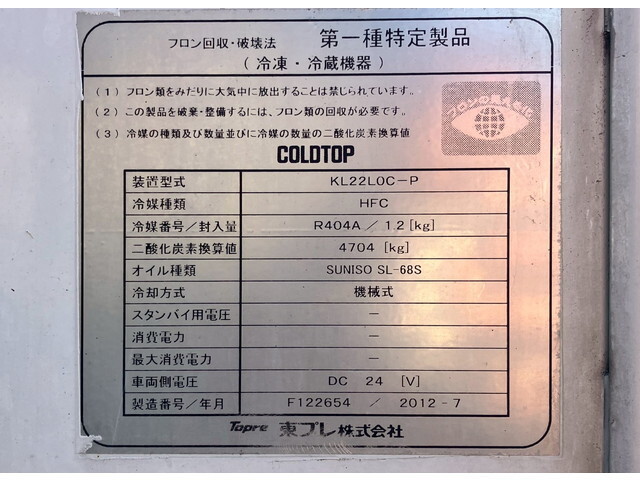 フロン回収・破壊法 第一種特定製品
（冷凍・冷蔵機器）
（1）フロン類をみだりに大気中に放出することは禁じられています。
（2）この製品を破棄・整備するには、フロン類の回収が必要です。
（3）冷媒の種類及び数量並びに冷媒の数量の二酸化炭素換算値
フロンの見える化
COLDTOP
装置型式 KL22L0C-P
冷媒種類 HFC
冷媒番号/封入量 R404A / 1.2 [kg]
二酸化炭素換算値 4704 [kg]
オイル種類 SUNISO SL-68S
冷却方式 機械式
スタンバイ用電圧 −
消費電力 −
最大消費電力 −
車両側電圧 DC 24 [V]
製造番号/年月 F122654 / 2012-7
Topre 東プレ株式会社